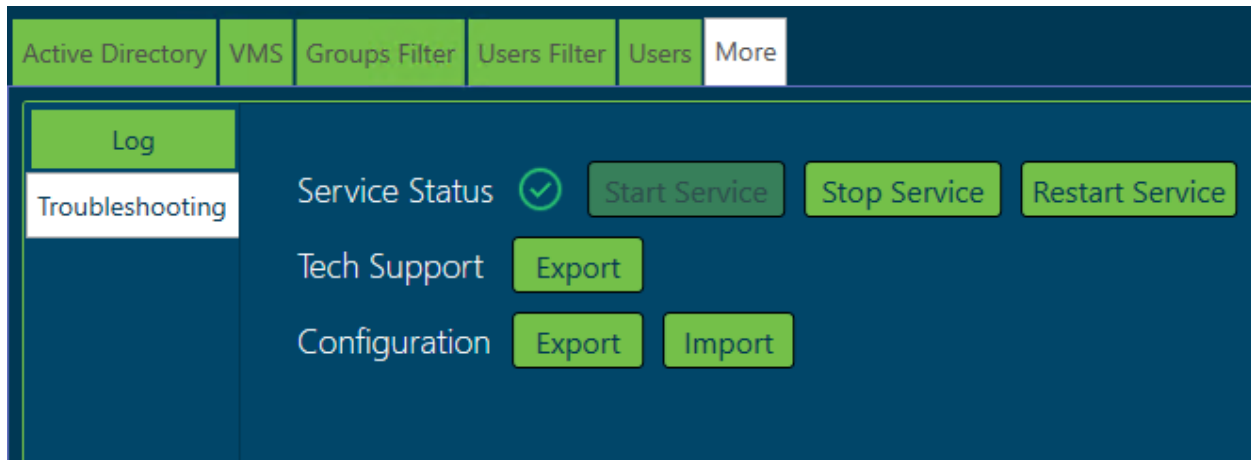 Active Directory VMS Groups Filter Users Filter Users More
Log
Troubleshooting
Service Status Start Service Stop Service Restart Service
Tech Support Export
Configuration Export Import